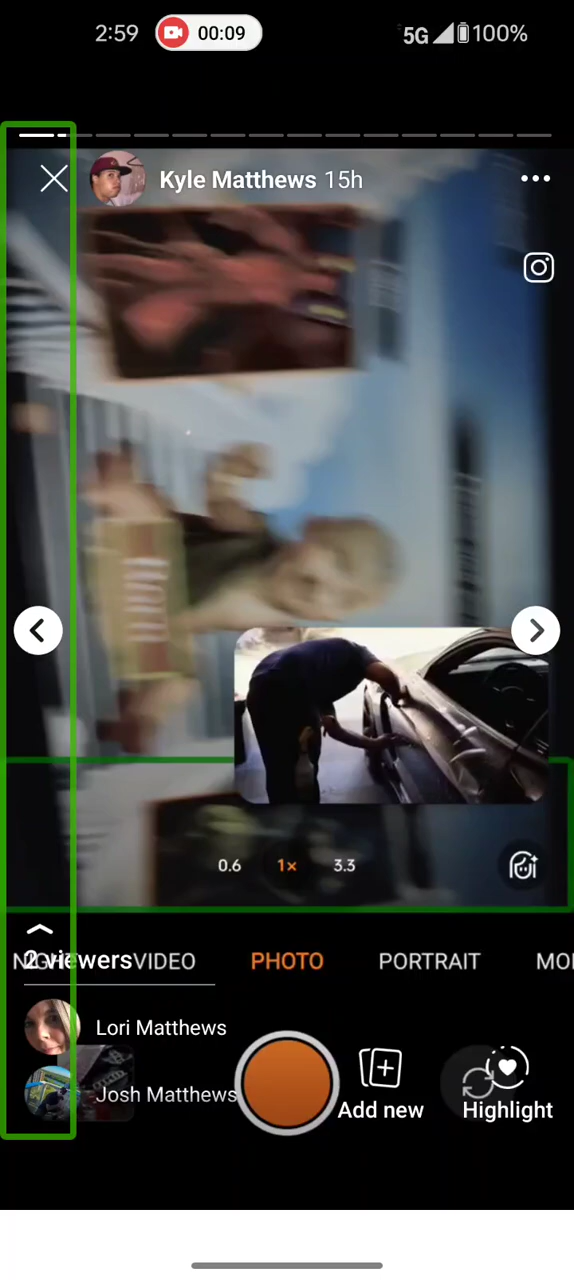 2:59
00:09
5G
100%
Kyle Matthews 15h
0.6
1×
3.3
2 viewers
VIDEO
PHOTO
PORTRAIT
Lori Matthews
Josh Matthews
Add new
Highlight